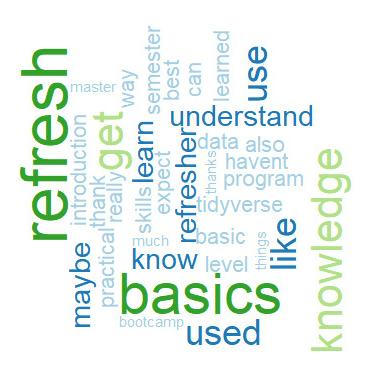 refresh
master
way
semester
best
can
learned
use
introduction
get
understand
learn
refresher
data
also
thank
really
skills
expect
thanks
havent
program
knowledge
practical
tidyverse
maybe
much
basic
know
level
things
like
basics
bootcamp
used